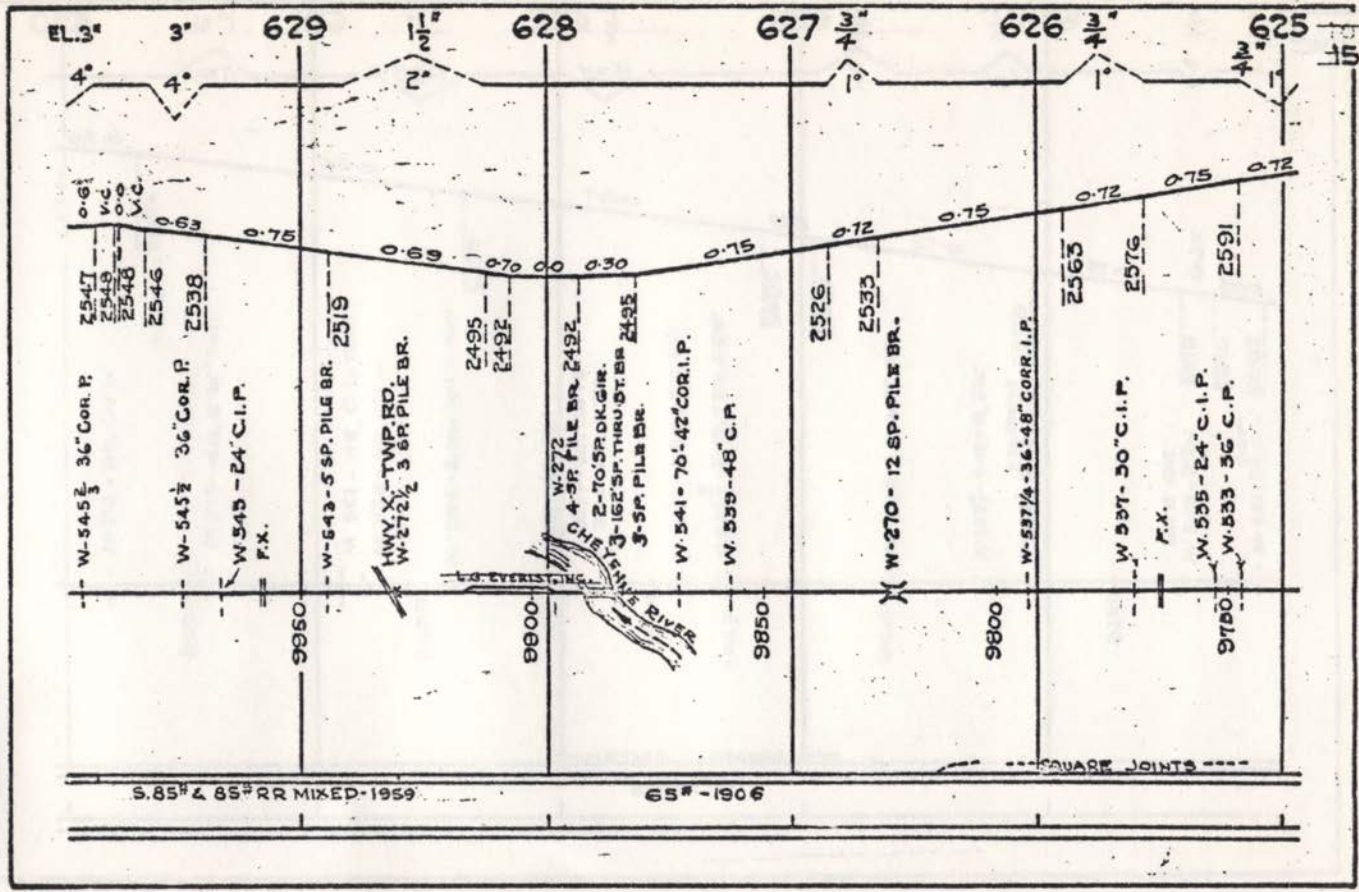 EL.3" 3" 629 1½" 628 627 ¾" 626 ¾" 625
¾"
15
4° 4° 2° 1° 1° 1°
0.6 V.C. 0.0 V.C. 0.63 0.75 0.69 0.70 0.0 0.30 0.75 0.72 0.75 0.72 0.75 0.72
2547
2548
2548
2546
2538
2519
2495
2492
2492
2495
2526
2533
2563
2576
2591
W-545⅔ 36" COR. P.
W-545½ 36" COR. P.
W.545-24" C.I.P.
F.X.
W-543-5 SP. PILE BR.
HWY. X.-TWP. RD.
W-272½ 3 SP. PILE BR.
W-272
4-SP. PILE BR.
2-70' SP. DK. GIR.
3-162' SP. THRU. ST. BR
3-SP. PILE BR.
W.541-70'-42" COR. I.P.
W.539-48" C.P.
W-270-12 SP. PILE BR.
W-537¼-36"-48" CORR. I.P.
W 537-30" C.I.P.
F.X.
W.535-24" C.P.
W-533-36" C.P.
L.G. EVERIST, INC.
CHEYENNE RIVER
9950
9900
9850
9800
9780
SQUARE JOINTS
S.85# & 85# RR MIXED-1959 65#-1906